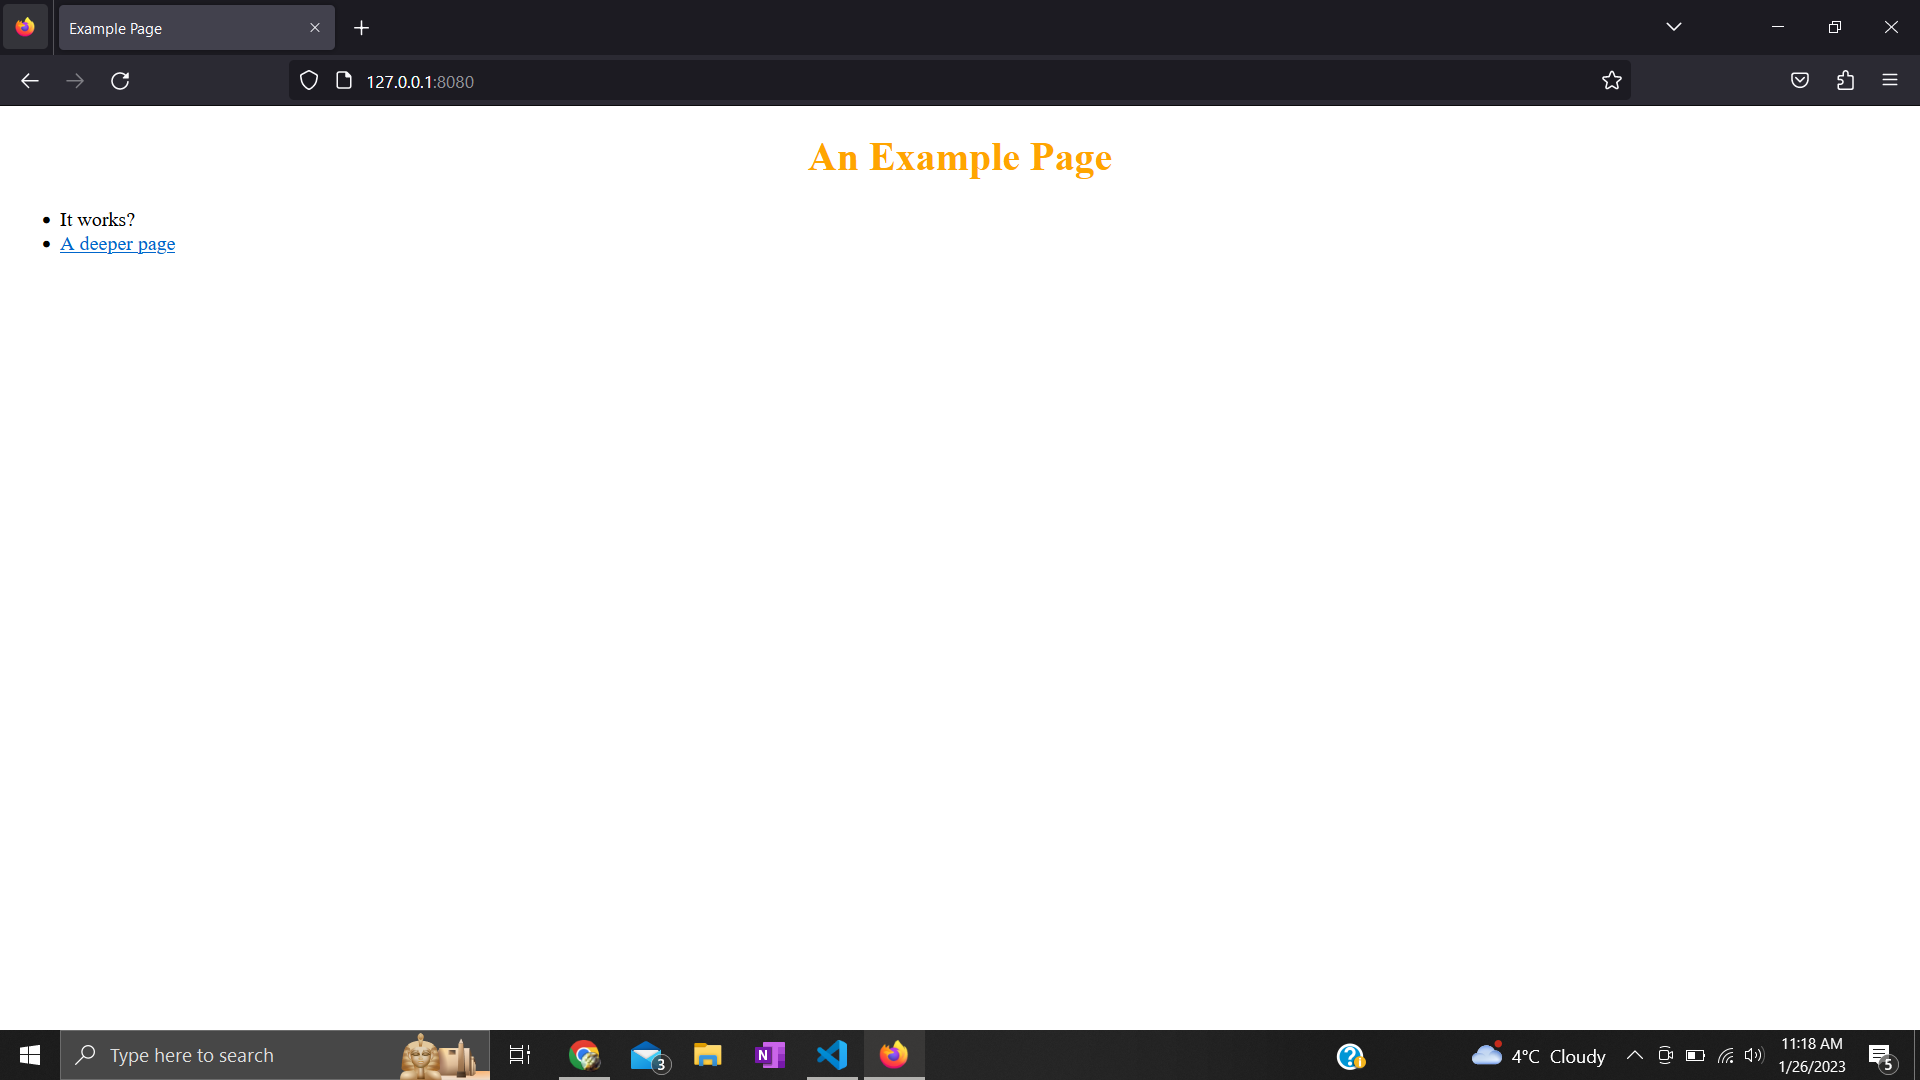 Example Page
127.0.0.1:8080
An Example Page
It works?
A deeper page
Type here to search
3
N
4°C Cloudy
11:18 AM
1/26/2023
5